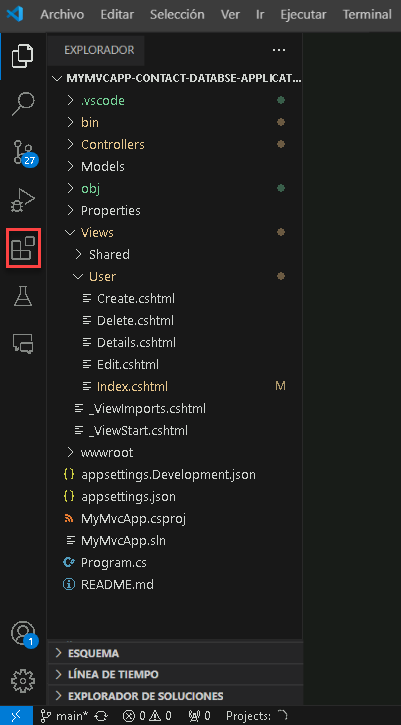 Archivo Editar Selección Ver Ir Ejecutar Terminal
EXPLORADOR ...
MYMVCAPP-CONTACT-DATABSE-APPLICAT...
.vscode
bin
Controllers
Models
obj
Properties
Views
Shared
User
Create.cshtml
Delete.cshtml
Details.cshtml
Edit.cshtml
Index.cshtml M
_ViewImports.cshtml
_ViewStart.cshtml
wwwroot
{} appsettings.Development.json
{} appsettings.json
MyMvcApp.csproj
MyMvcApp.sln
Program.cs
README.md
27
1
ESQUEMA
LÍNEA DE TIEMPO
EXPLORADOR DE SOLUCIONES
main* 0 0 0 Projects: